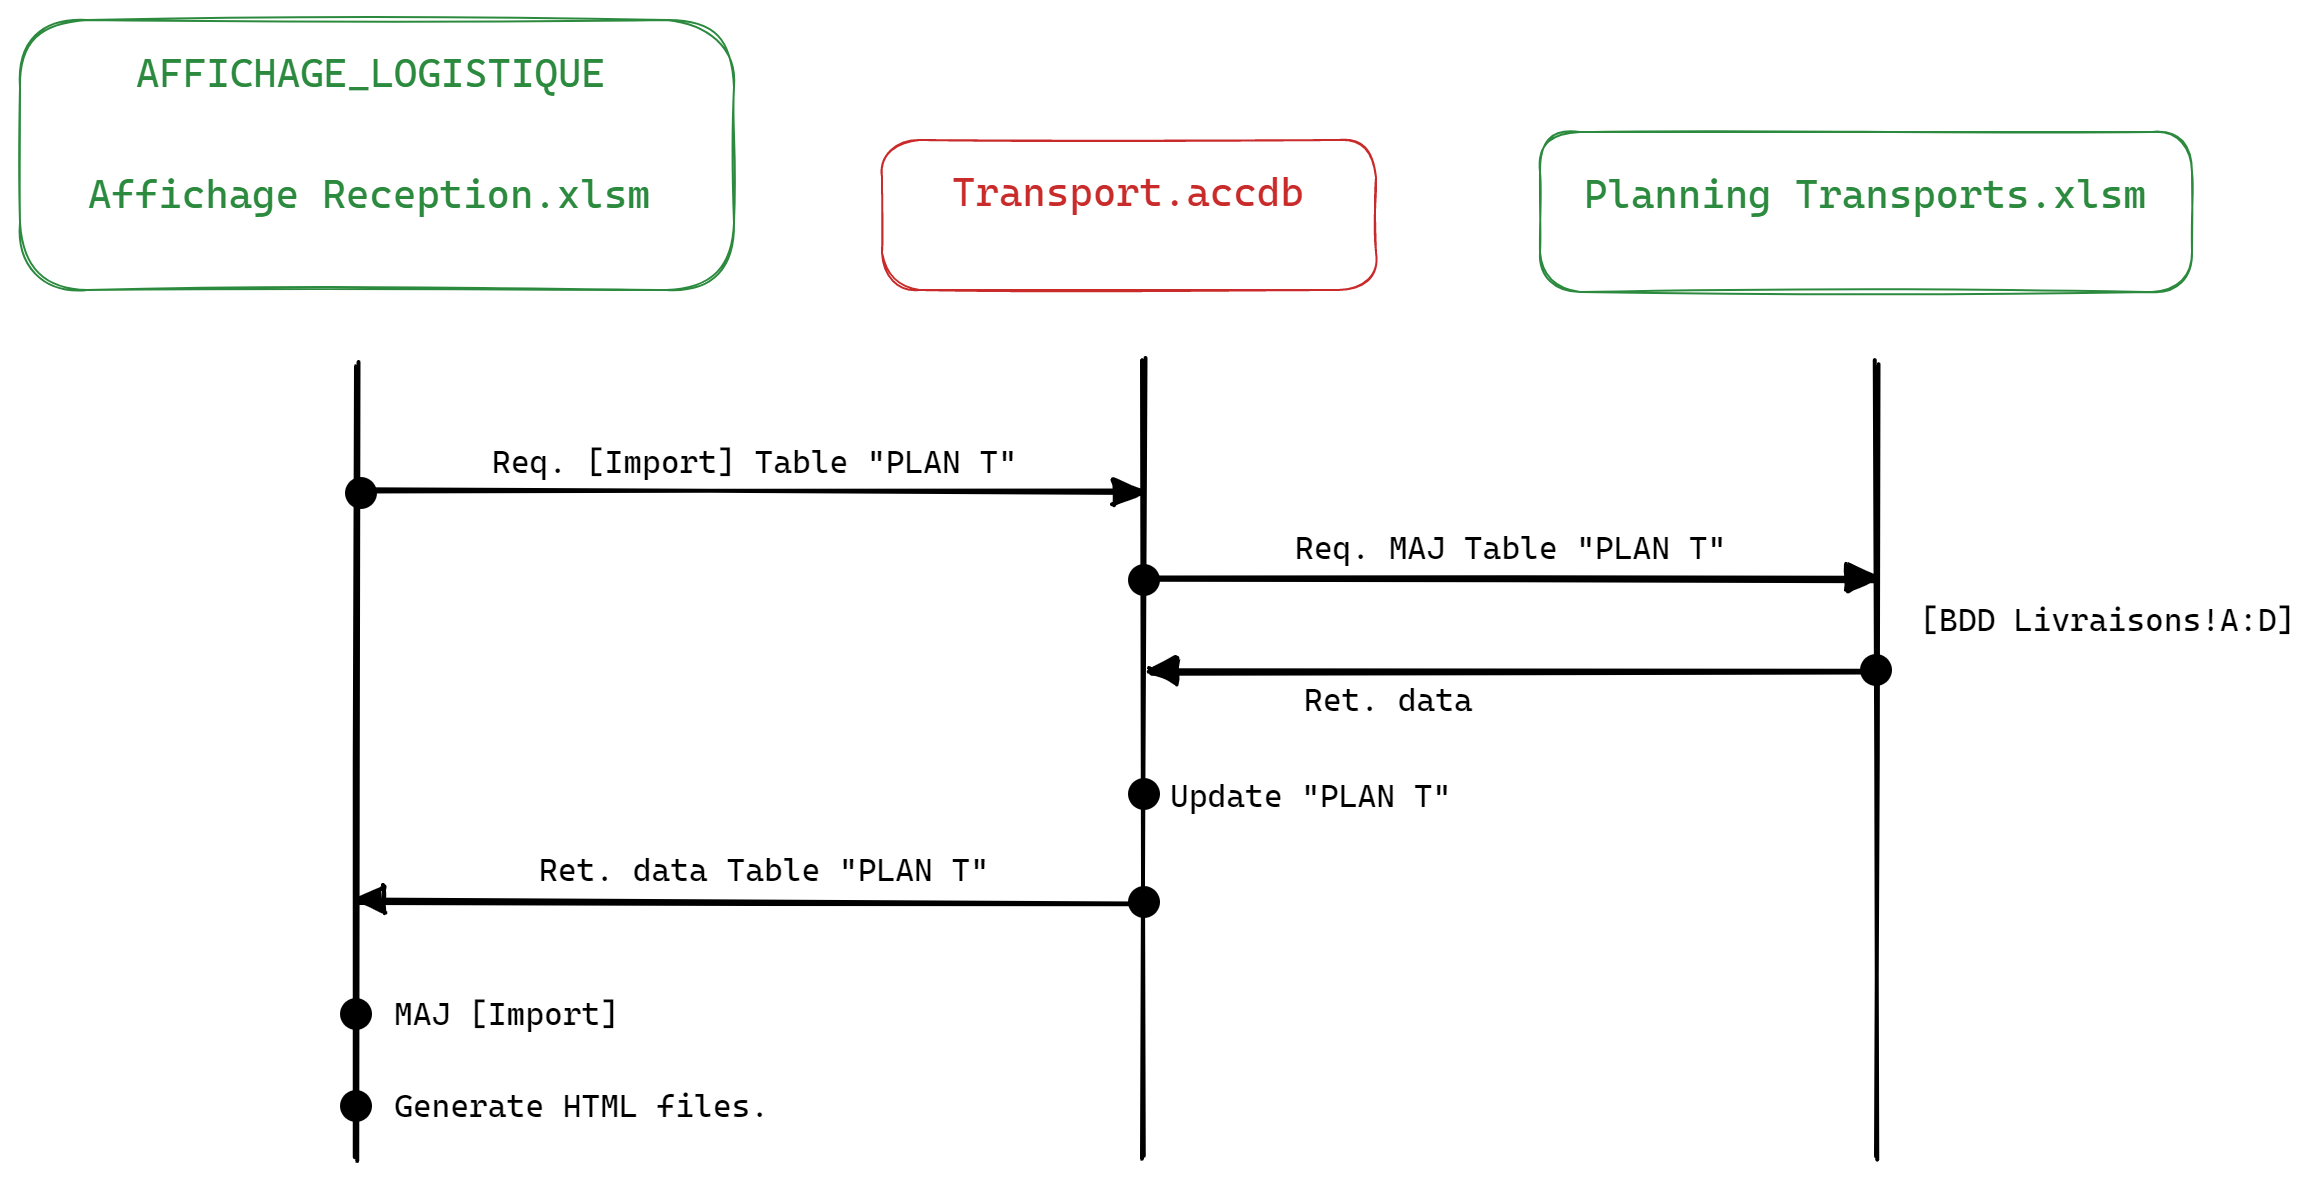 AFFICHAGE_LOGISTIQUE
Affichage Reception.xlsm
Transport.accdb
Planning Transports.xlsm
Req. [Import] Table "PLAN T"
Req. MAJ Table "PLAN T"
[BDD Livraisons!A:D]
Ret. data
Update "PLAN T"
Ret. data Table "PLAN T"
MAJ [Import]
Generate HTML files.